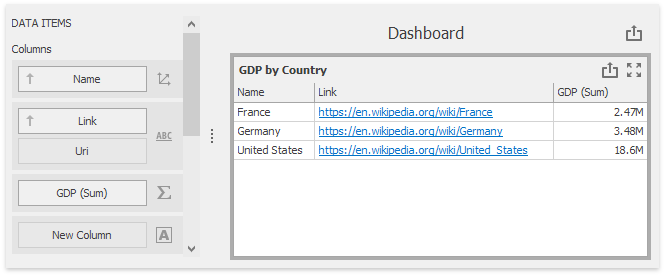 DATA ITEMS
Columns
Name
Link
ABC
Uri
GDP (Sum)
Σ
New Column
A
Dashboard
GDP by Country
Name Link GDP (Sum)
France https://en.wikipedia.org/wiki/France 2.47M
Germany https://en.wikipedia.org/wiki/Germany 3.48M
United States https://en.wikipedia.org/wiki/United_States 18.6M